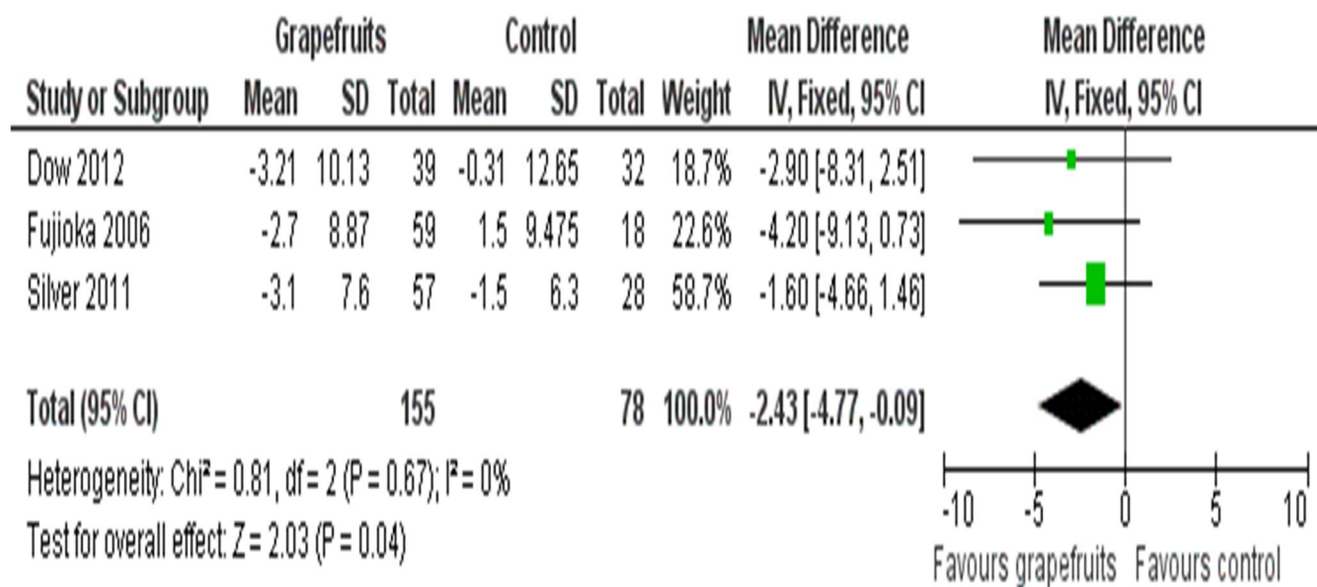 Grapefruits Control Mean Difference Mean Difference
Study or Subgroup Mean SD Total Mean SD Total Weight IV, Fixed, 95% CI IV, Fixed, 95% CI
Dow 2012 -3.21 10.13 39 -0.31 12.65 32 18.7% -2.90 [-8.31, 2.51]
Fujioka 2006 -2.7 8.87 59 1.5 9.475 18 22.6% -4.20 [-9.13, 0.73]
Silver 2011 -3.1 7.6 57 -1.5 6.3 28 58.7% -1.60 [-4.66, 1.46]
Total (95% CI) 155 78 100.0% -2.43 [-4.77, -0.09]
Heterogeneity: Chi² = 0.81, df = 2 (P = 0.67); I² = 0%
Test for overall effect: Z = 2.03 (P = 0.04)
-10 -5 0 5 10
Favours grapefruits Favours control